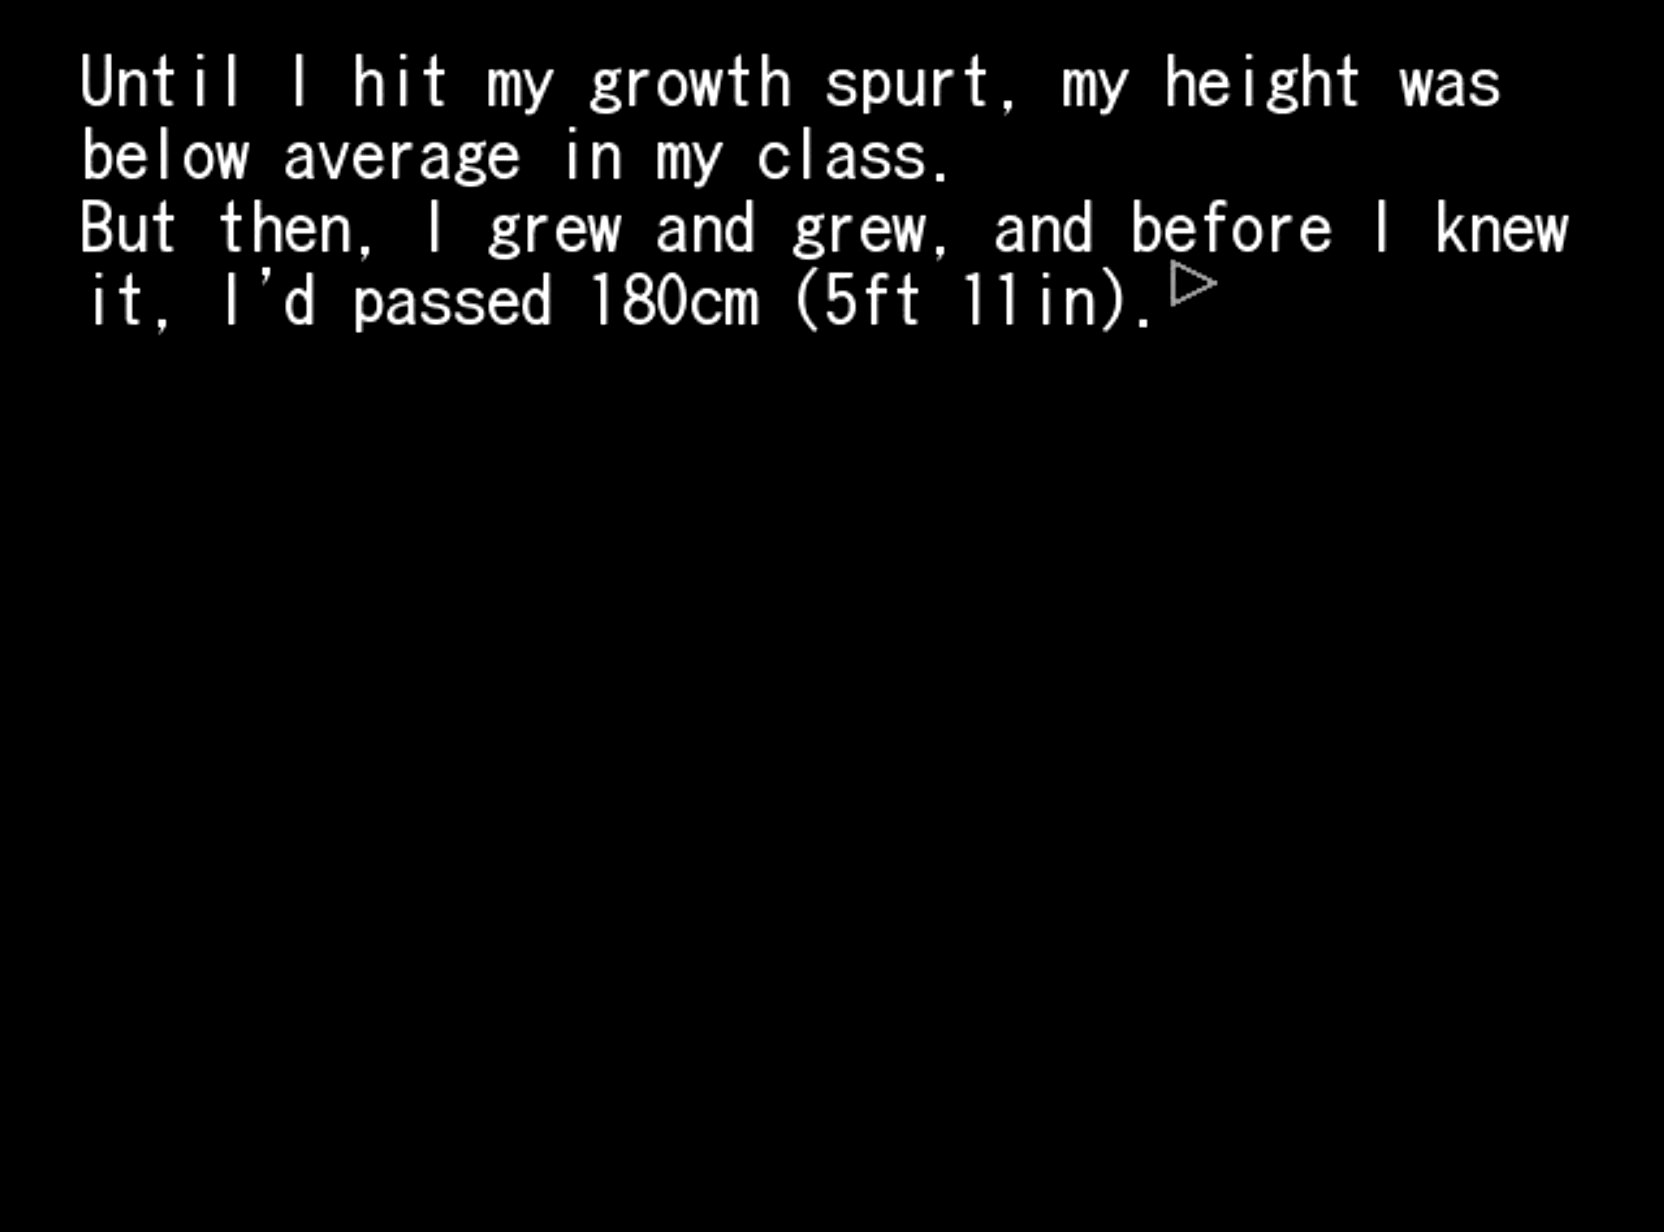 Until I hit my growth spurt, my height was
below average in my class.
But then, I grew and grew, and before I knew
it, I'd passed 180cm (5ft 11in).